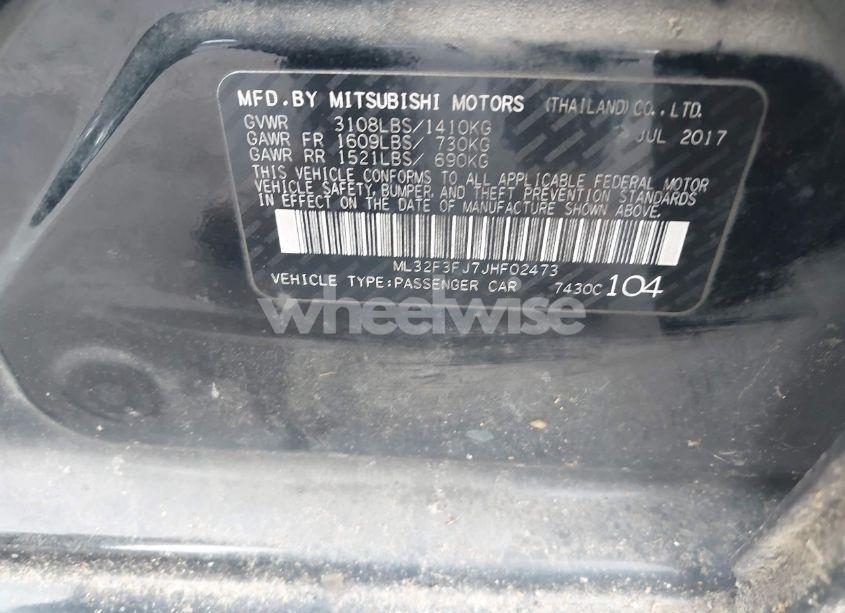 MFD.BY MITSUBISHI MOTORS (THAILAND)CO.,LTD.
GVWR 3108LBS/1410KG JUL 2017
GAWR FR 1609LBS/ 730KG
GAWR RR 1521LBS/ 690KG
THIS VEHICLE CONFORMS TO ALL APPLICABLE FEDERAL MOTOR
VEHICLE SAFETY, BUMPER, AND THEFT PREVENTION STANDARDS
IN EFFECT ON THE DATE OF MANUFACTURE SHOWN ABOVE.
ML32F3FJ7JHF02473
VEHICLE TYPE:PASSENGER CAR 7430C 104
wheelwise